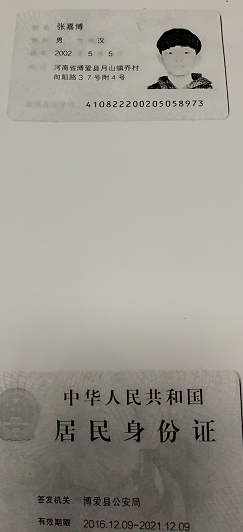 张嘉博
男 汉
2002 5 5
河南省博爱县月山镇乔村
向阳路３７号附４号
410822200205058973
中华人民共和国
居民身份证
签发机关 博爱县公安局
有效期限 2016.12.09-2021.12.09